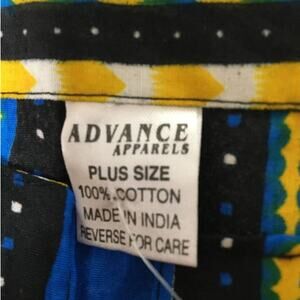 ADVANCE
APPARELS
PLUS SIZE
100% COTTON
MADE IN INDIA
REVERSE FOR CARE